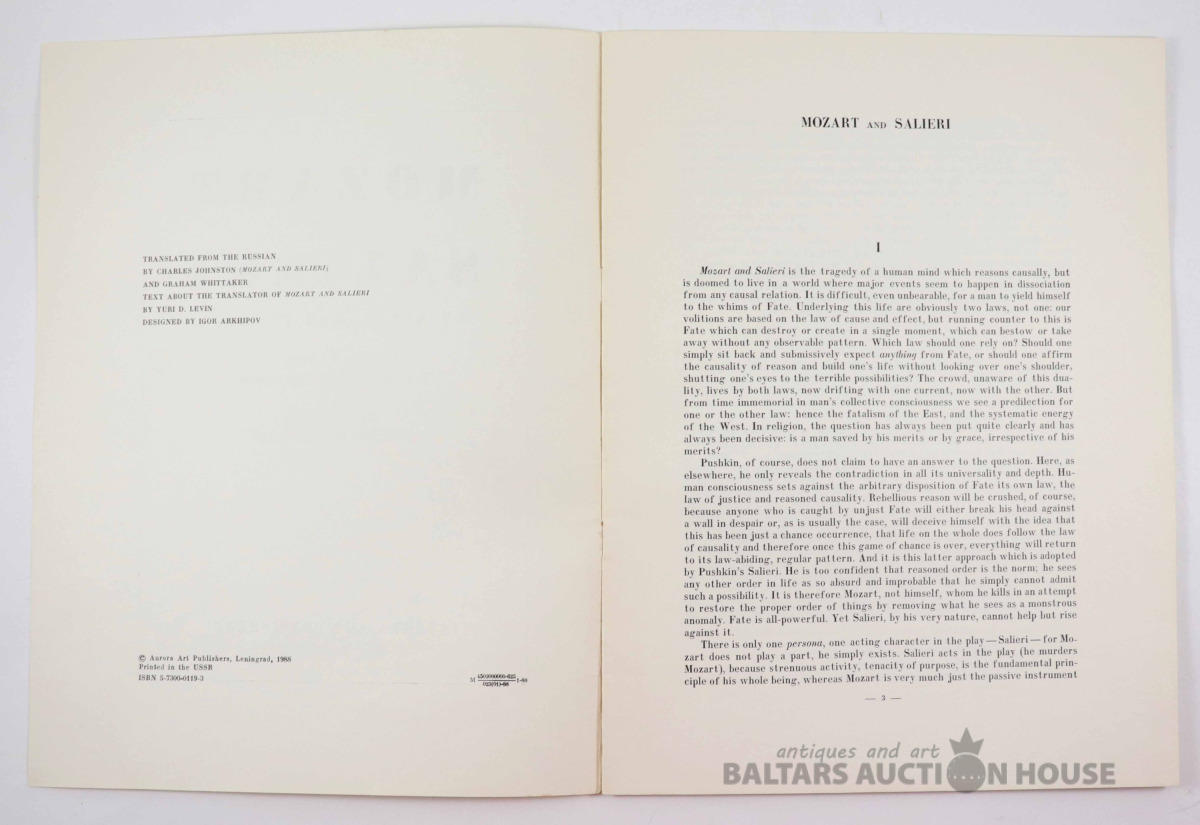 TRANSLATED FROM THE RUSSIAN
BY CHARLES JOHNSTON (MOZART AND SALIERI)
AND GRAHAM WHITTAKER
TEXT ABOUT THE TRANSLATOR OF MOZART AND SALIERI
BY YURI D. LEVIN
DESIGNED BY IGOR ARKHIPOV
© Aurora Art Publishers, Leningrad, 1988
Printed in the USSR
ISBN 5-7300-0119-3
MOZART AND SALIERI
I
Mozart and Salieri is the tragedy of a human mind which reasons causally, but
is doomed to live in a world where major events seem to happen in dissociation
from any causal relation. It is difficult, even unbearable, for a man to yield himself
to the whims of Fate. Underlying this life are obviously two laws, not one: our
volitions are based on the law of cause and effect, but running counter to this is
Fate which can destroy or create in a single moment, which can bestow or take
away without any observable pattern. Which law should one rely on? Should one
simply sit back and submissively expect anything from Fate, or should one affirm
the causality of reason and build one's life without looking over one's shoulder,
shutting one's eyes to the terrible possibilities? The crowd, unaware of this dua-
lity, lives by both laws, now drifting with one current, now with the other. But
from time immemorial in man's collective consciousness we see a predilection for
one or the other law: hence the fatalism of the East, and the systematic energy
of the West. In religion, the question has always been put quite clearly and has
always been decisive: is a man saved by his merits or by grace, irrespective of his
merits?
Pushkin, of course, does not claim to have an answer to the question. Here, as
elsewhere, he only reveals the contradiction in all its universality and depth. Hu-
man consciousness sets against the arbitrary disposition of Fate its own law, the
law of justice and reasoned causality. Rebellious reason will be crushed, of course,
because anyone who is caught by unjust Fate will either break his head against
a wall in despair or, as is usually the case, will deceive himself with the idea that
this has been just a chance occurrence, that life on the whole does follow the law
of causality and therefore once this game of chance is over, everything will return
to its law-abiding, regular pattern. And it is this latter approach which is adopted
by Pushkin's Salieri. He is too confident that reasoned order is the norm; he sees
any other order in life as so absurd and improbable that he simply cannot admit
such a possibility. It is therefore Mozart, not himself, whom he kills in an attempt
to restore the proper order of things by removing what he sees as a monstrous
anomaly. Fate is all-powerful. Yet Salieri, by his very nature, cannot help but rise
against it.
There is only one persona, one acting character in the play — Salieri — for Mo-
zart does not play a part, he simply exists. Salieri acts in the play (he murders
Mozart), because strenuous activity, tenacity of purpose, is the fundamental prin-
ciple of his whole being, whereas Mozart is very much just the passive instrument
— 3 —
antiques and art
BALTARS AUCTION HOUSE